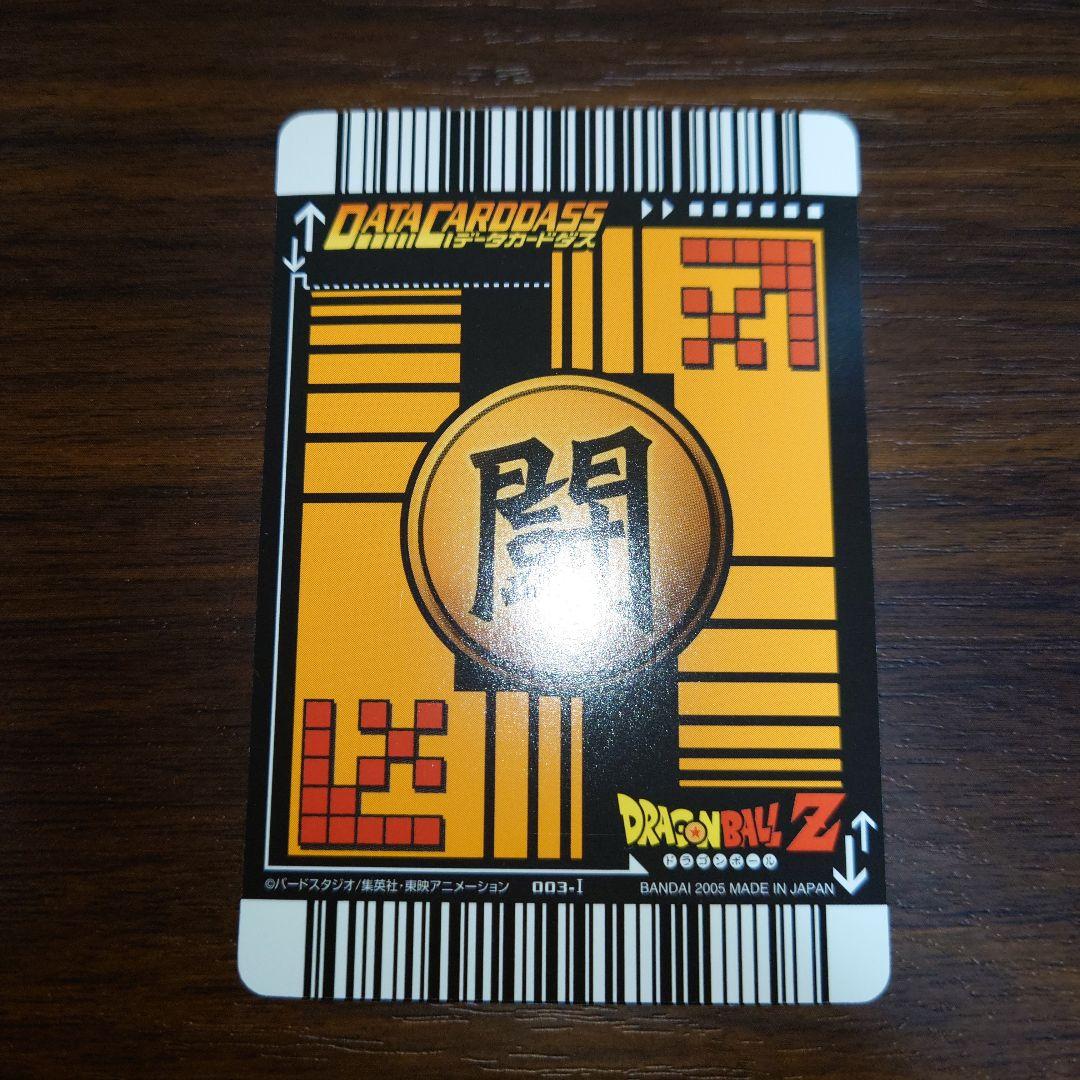 DATACARDDASS
データカードダス
闘
DRAGONBALL Z
ドラゴンボール
©バードスタジオ/集英社・東映アニメーション 003-I BANDAI 2005 MADE IN JAPAN